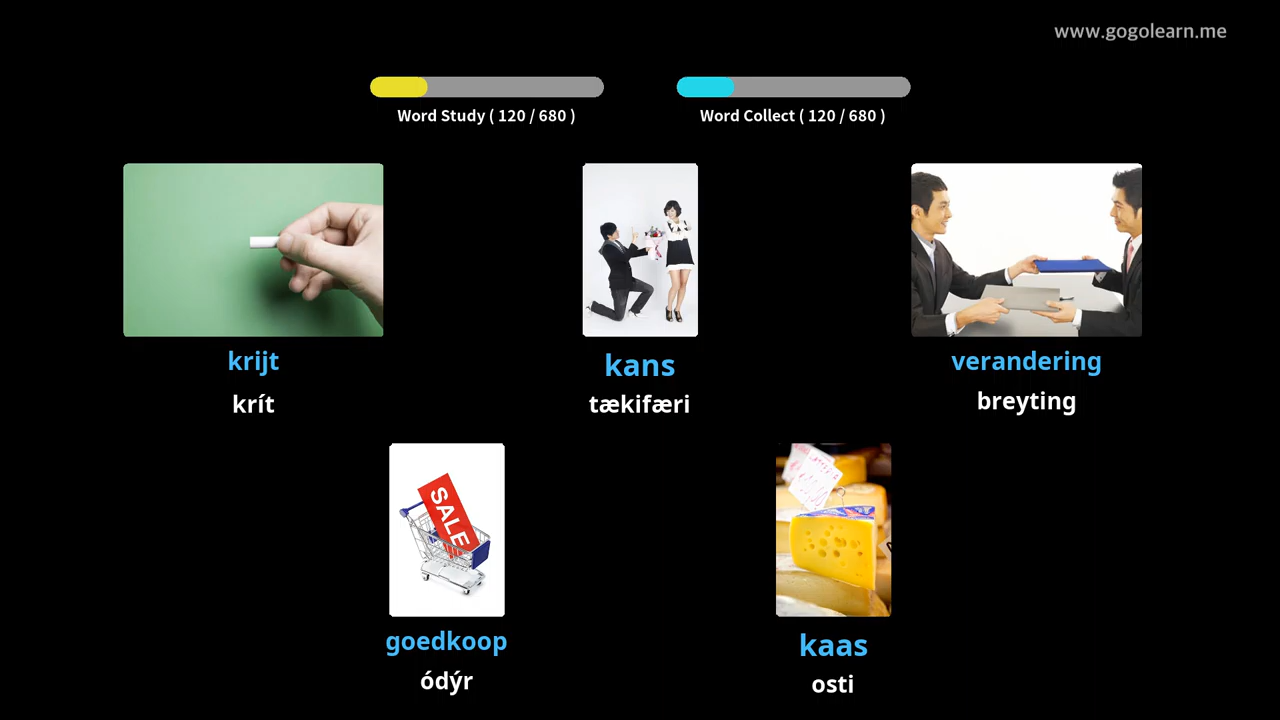 www.gogolearn.me
Word Study ( 120 / 680 )
Word Collect ( 120 / 680 )
krijt
krít
kans
tækifæri
verandering
breyting
SALE
goedkoop
ódýr
kaas
osti